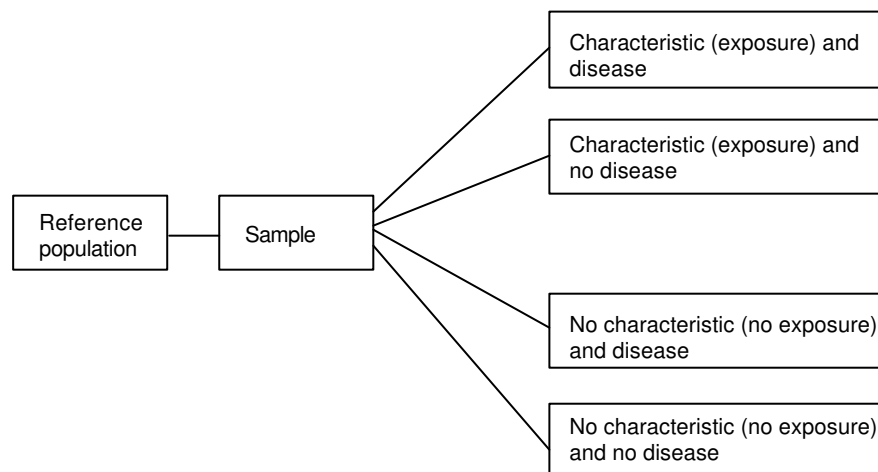 Reference
population
Sample
Characteristic (exposure) and
disease
Characteristic (exposure) and
no disease
No characteristic (no exposure)
and disease
No characteristic (no exposure)
and no disease